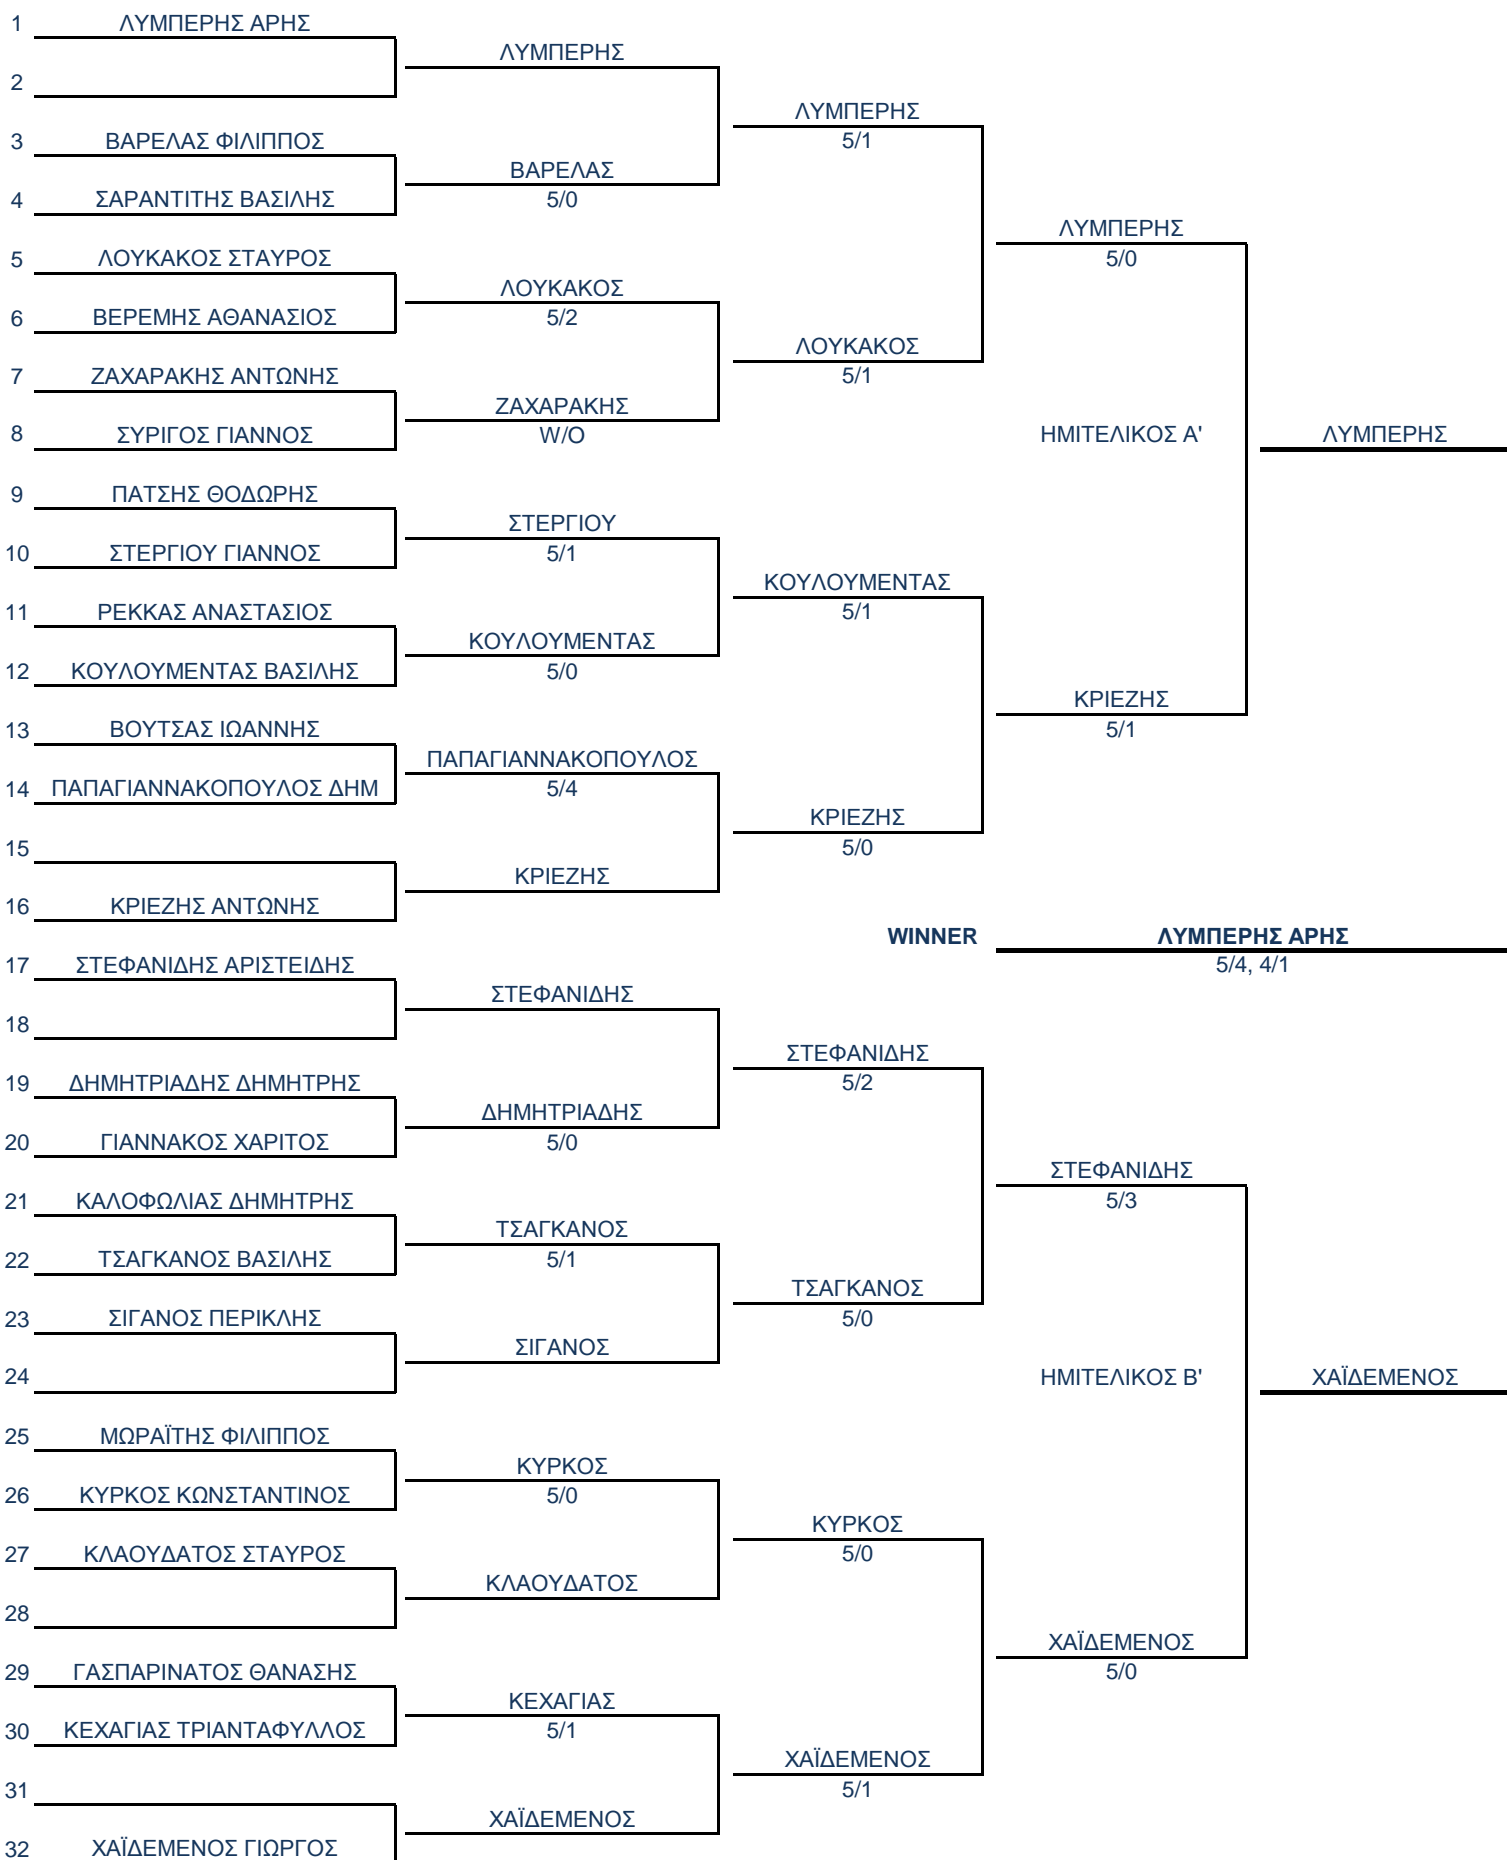 1 ΛΥΜΠΕΡΗΣ ΑΡΗΣ
ΛΥΜΠΕΡΗΣ
2
ΛΥΜΠΕΡΗΣ
3 ΒΑΡΕΛΑΣ ΦΙΛΙΠΠΟΣ 5/1
ΒΑΡΕΛΑΣ
4 ΣΑΡΑΝΤΙΤΗΣ ΒΑΣΙΛΗΣ 5/0
ΛΥΜΠΕΡΗΣ
5 ΛΟΥΚΑΚΟΣ ΣΤΑΥΡΟΣ 5/0
ΛΟΥΚΑΚΟΣ
6 ΒΕΡΕΜΗΣ ΑΘΑΝΑΣΙΟΣ 5/2
ΛΟΥΚΑΚΟΣ
7 ΖΑΧΑΡΑΚΗΣ ΑΝΤΩΝΗΣ 5/1
ΖΑΧΑΡΑΚΗΣ
8 ΣΥΡΙΓΟΣ ΓΙΑΝΝΟΣ W/O ΗΜΙΤΕΛΙΚΟΣ Α' ΛΥΜΠΕΡΗΣ
9 ΠΑΤΣΗΣ ΘΟΔΩΡΗΣ
ΣΤΕΡΓΙΟΥ
10 ΣΤΕΡΓΙΟΥ ΓΙΑΝΝΟΣ 5/1
ΚΟΥΛΟΥΜΕΝΤΑΣ
11 ΡΕΚΚΑΣ ΑΝΑΣΤΑΣΙΟΣ 5/1
ΚΟΥΛΟΥΜΕΝΤΑΣ
12 ΚΟΥΛΟΥΜΕΝΤΑΣ ΒΑΣΙΛΗΣ 5/0
ΚΡΙΕΖΗΣ
13 ΒΟΥΤΣΑΣ ΙΩΑΝΝΗΣ 5/1
ΠΑΠΑΓΙΑΝΝΑΚΟΠΟΥΛΟΣ
14 ΠΑΠΑΓΙΑΝΝΑΚΟΠΟΥΛΟΣ ΔΗΜ 5/4
ΚΡΙΕΖΗΣ
15 5/0
ΚΡΙΕΖΗΣ
16 ΚΡΙΕΖΗΣ ΑΝΤΩΝΗΣ
WINNER ΛΥΜΠΕΡΗΣ ΑΡΗΣ
17 ΣΤΕΦΑΝΙΔΗΣ ΑΡΙΣΤΕΙΔΗΣ 5/4, 4/1
ΣΤΕΦΑΝΙΔΗΣ
18
ΣΤΕΦΑΝΙΔΗΣ
19 ΔΗΜΗΤΡΙΑΔΗΣ ΔΗΜΗΤΡΗΣ 5/2
ΔΗΜΗΤΡΙΑΔΗΣ
20 ΓΙΑΝΝΑΚΟΣ ΧΑΡΙΤΟΣ 5/0
ΣΤΕΦΑΝΙΔΗΣ
21 ΚΑΛΟΦΩΛΙΑΣ ΔΗΜΗΤΡΗΣ 5/3
ΤΣΑΓΚΑΝΟΣ
22 ΤΣΑΓΚΑΝΟΣ ΒΑΣΙΛΗΣ 5/1
ΤΣΑΓΚΑΝΟΣ
23 ΣΙΓΑΝΟΣ ΠΕΡΙΚΛΗΣ 5/0
ΣΙΓΑΝΟΣ
24 ΗΜΙΤΕΛΙΚΟΣ Β' ΧΑΪΔΕΜΕΝΟΣ
25 ΜΩΡΑΪΤΗΣ ΦΙΛΙΠΠΟΣ
ΚΥΡΚΟΣ
26 ΚΥΡΚΟΣ ΚΩΝΣΤΑΝΤΙΝΟΣ 5/0
ΚΥΡΚΟΣ
27 ΚΛΑΟΥΔΑΤΟΣ ΣΤΑΥΡΟΣ 5/0
ΚΛΑΟΥΔΑΤΟΣ
28
ΧΑΪΔΕΜΕΝΟΣ
29 ΓΑΣΠΑΡΙΝΑΤΟΣ ΘΑΝΑΣΗΣ 5/0
ΚΕΧΑΓΙΑΣ
30 ΚΕΧΑΓΙΑΣ ΤΡΙΑΝΤΑΦΥΛΛΟΣ 5/1
ΧΑΪΔΕΜΕΝΟΣ
31 5/1
ΧΑΪΔΕΜΕΝΟΣ
32 ΧΑΪΔΕΜΕΝΟΣ ΓΙΩΡΓΟΣ